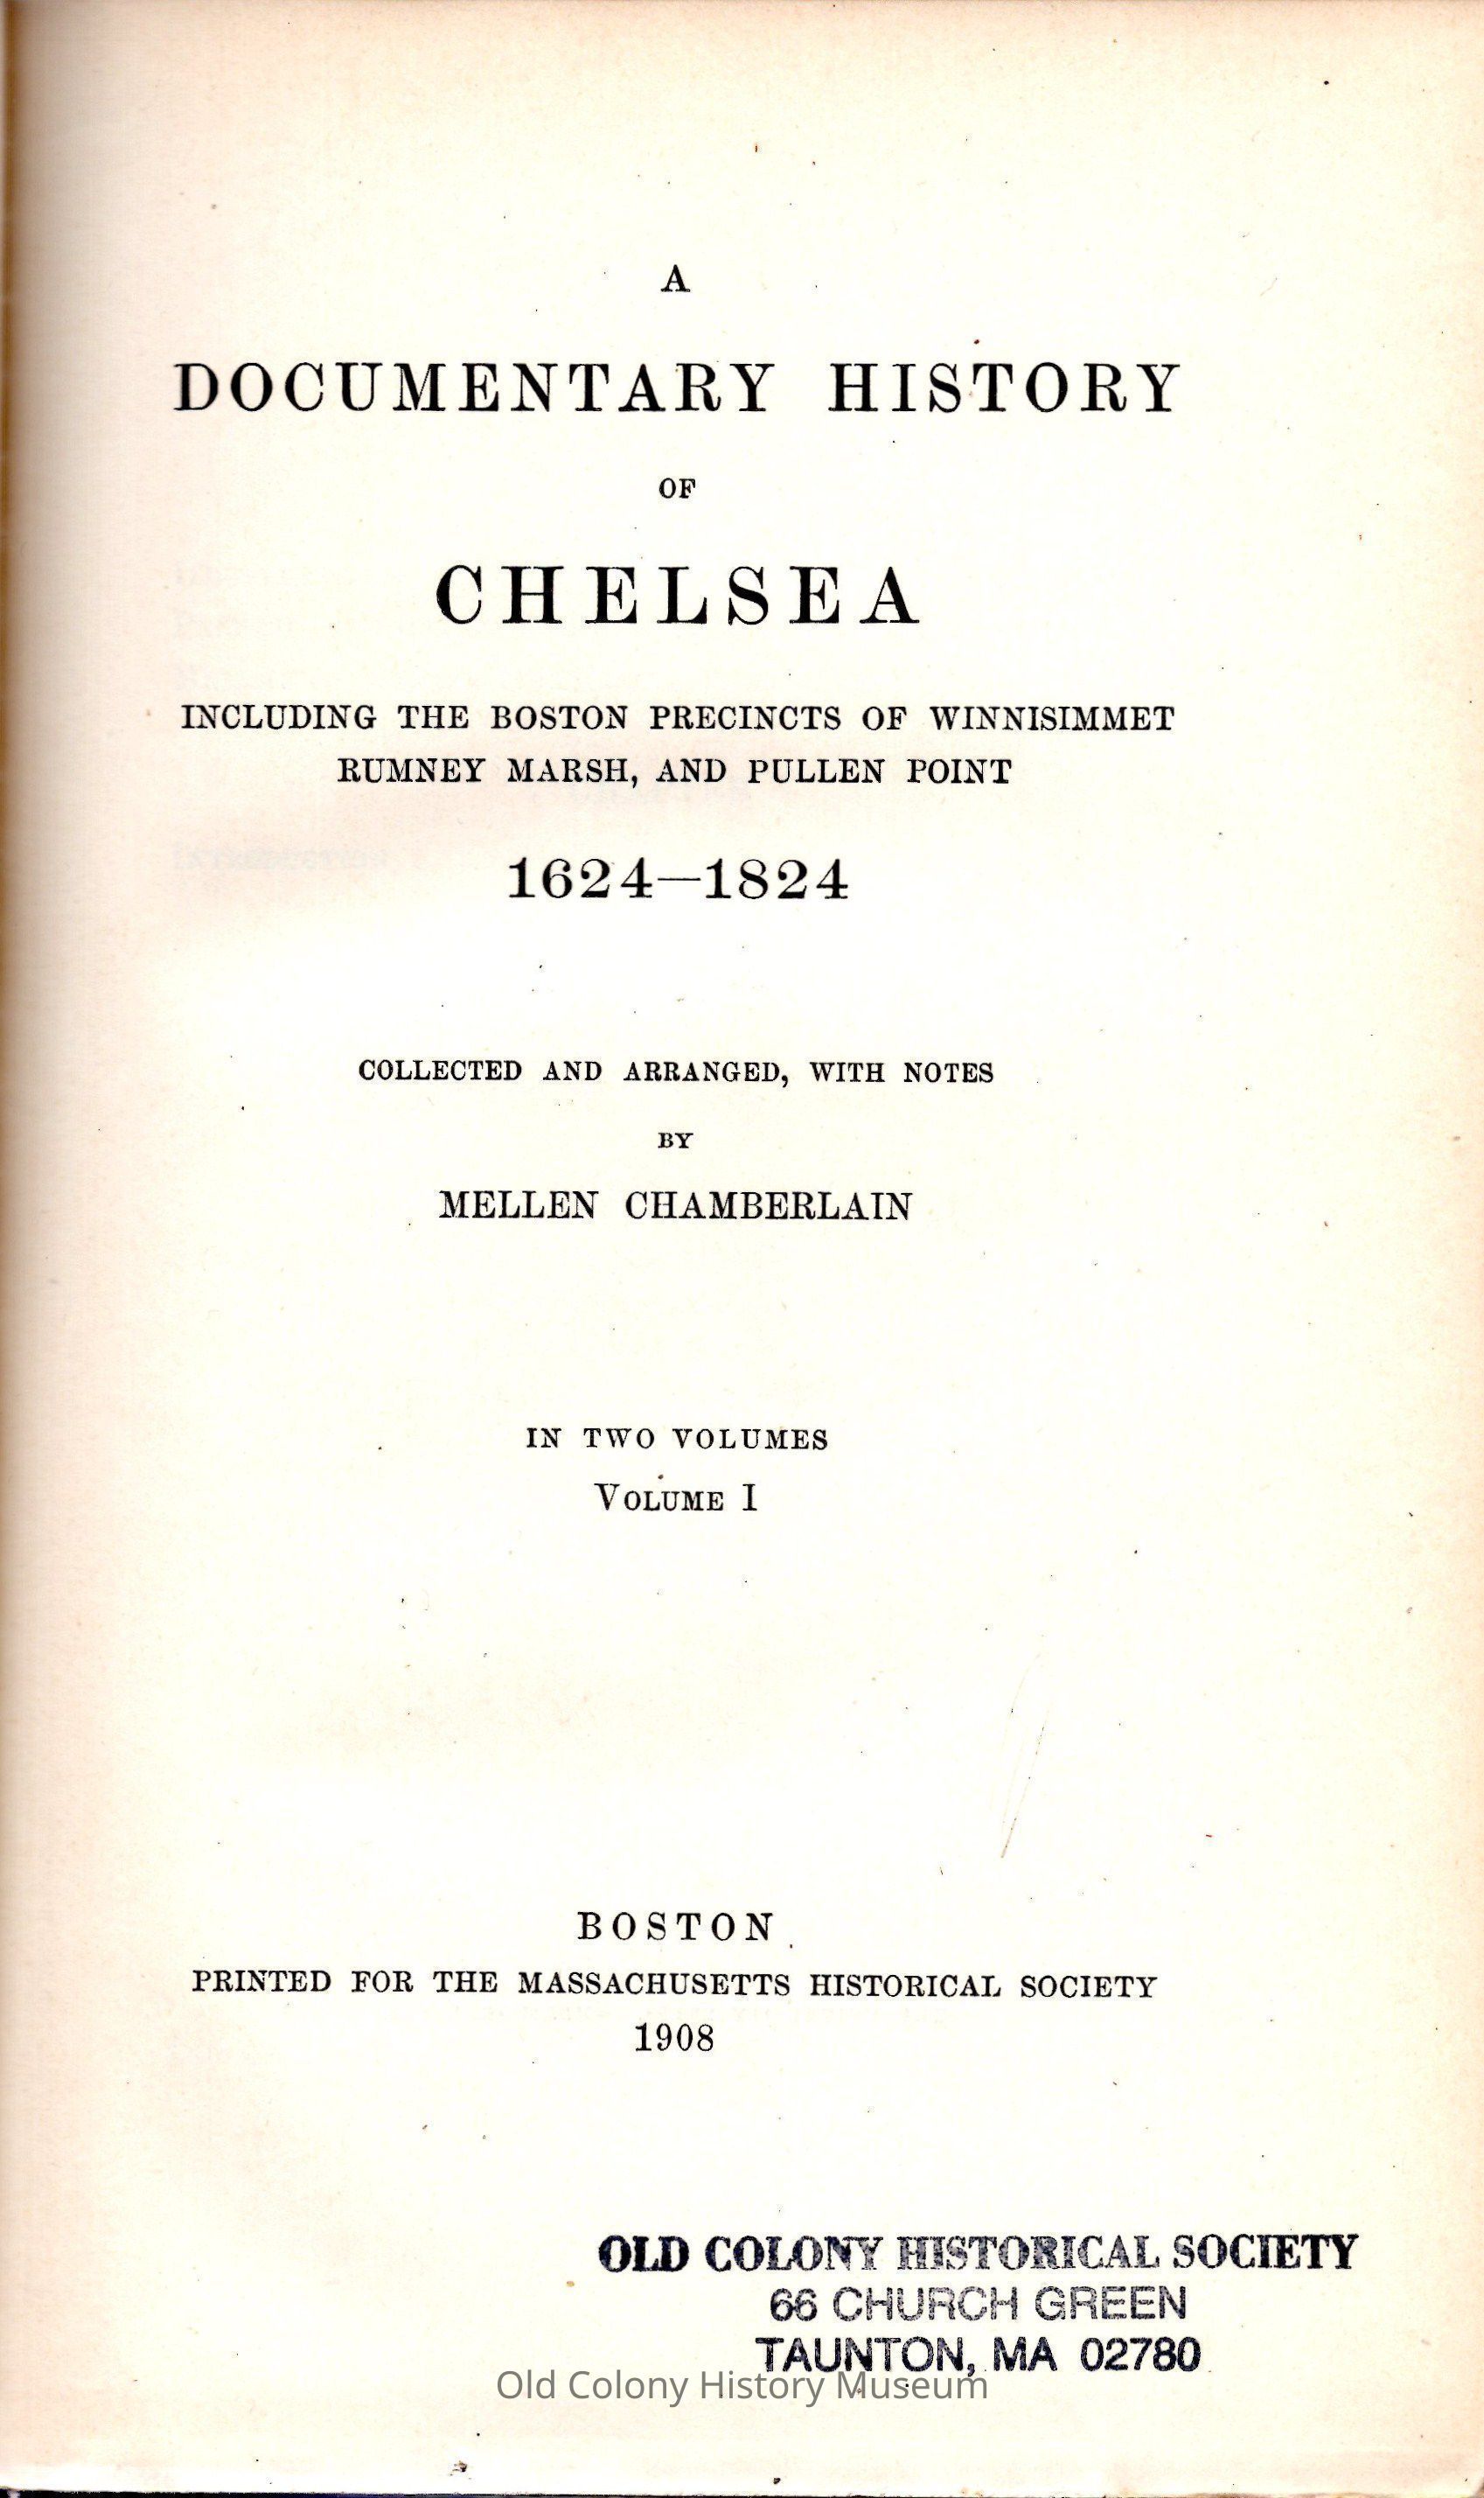 A
DOCUMENTARY HISTORY
OF
CHELSEA
INCLUDING THE BOSTON PRECINCTS OF WINNISIMMET
RUMNEY MARSH, AND PULLEN POINT
1624—1824
COLLECTED AND ARRANGED, WITH NOTES
BY
MELLEN CHAMBERLAIN
IN TWO VOLUMES
VOLUME I
BOSTON
PRINTED FOR THE MASSACHUSETTS HISTORICAL SOCIETY
1908
OLD COLONY HISTORICAL SOCIETY
66 CHURCH GREEN
TAUNTON, MA 02780
Old Colony History Museum